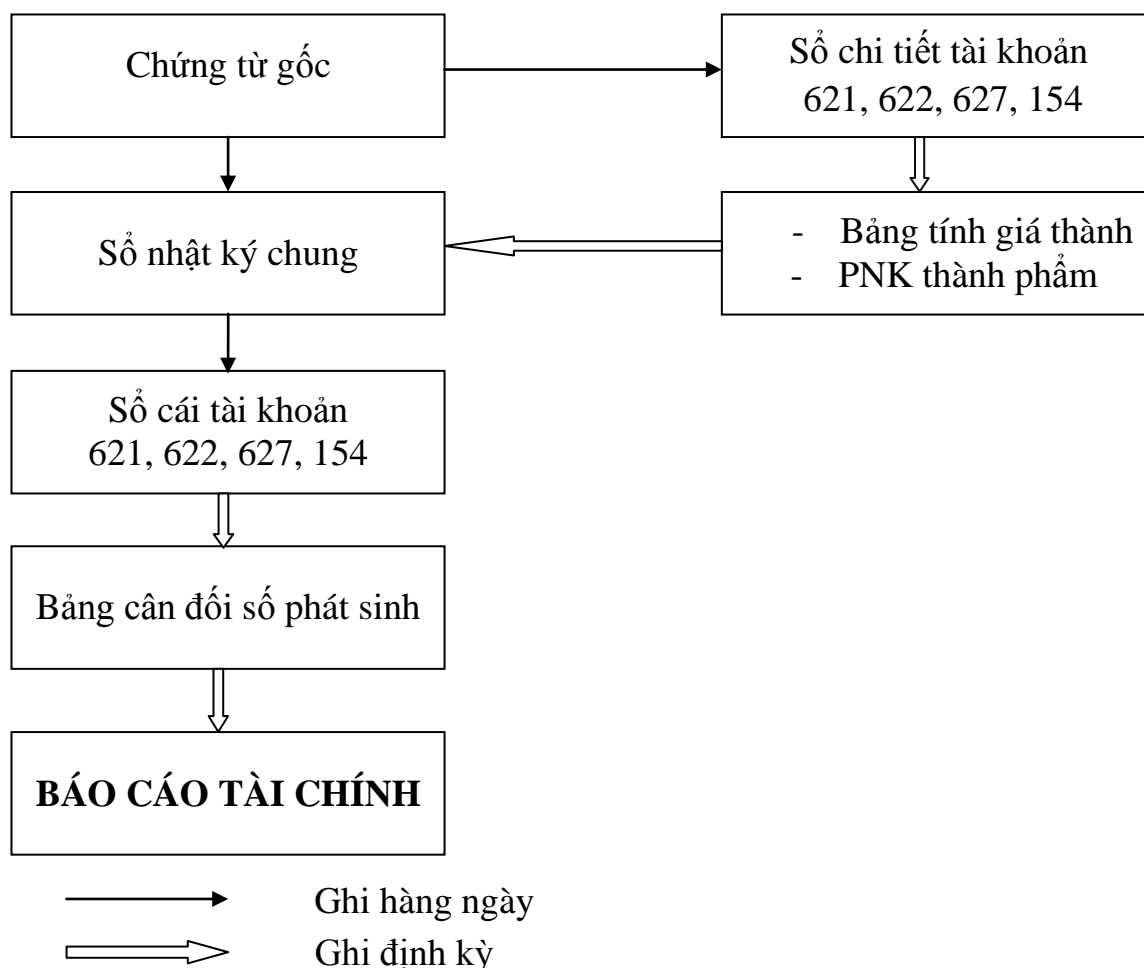 Chứng từ gốc
Sổ chi tiết tài khoản
621, 622, 627, 154
Sổ nhật ký chung
- Bảng tính giá thành
- PNK thành phẩm
Sổ cái tài khoản
621, 622, 627, 154
Bảng cân đối số phát sinh
BÁO CÁO TÀI CHÍNH
Ghi hàng ngày
Ghi định kỳ